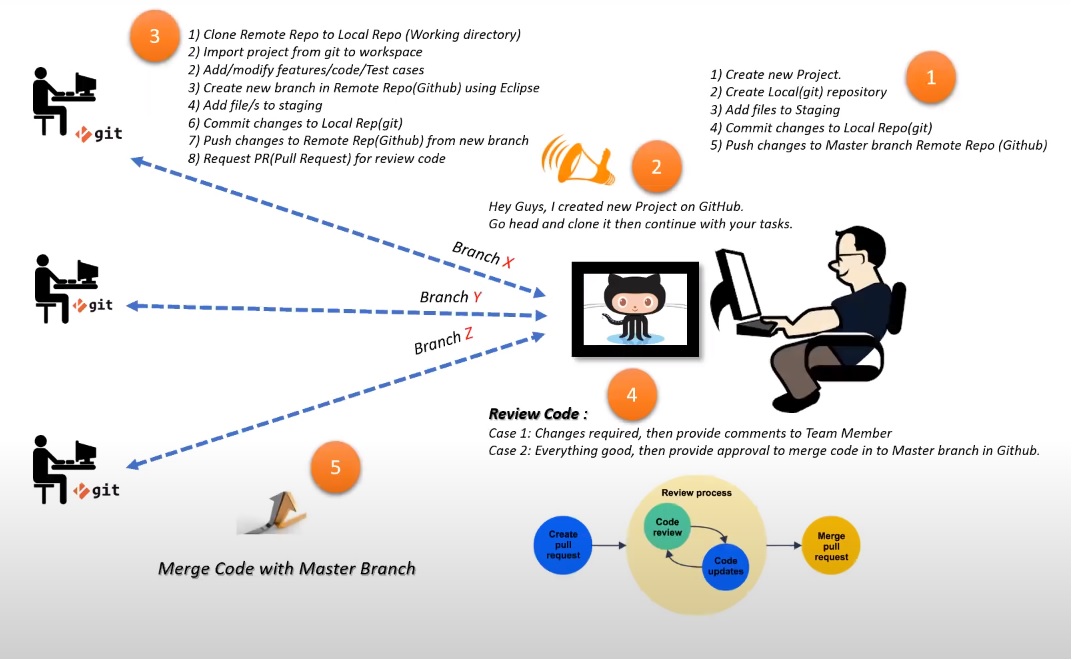 3
1) Clone Remote Repo to Local Repo (Working directory)
2) Import project from git to workspace
2) Add/modify features/code/Test cases
3) Create new branch in Remote Repo(Github) using Eclipse
4) Add file/s to staging
6) Commit changes to Local Rep(git)
7) Push changes to Remote Rep(Github) from new branch
8) Request PR(Pull Request) for review code
git
1
1) Create new Project.
2) Create Local(git) repository
3) Add files to Staging
4) Commit changes to Local Repo(git)
5) Push changes to Master branch Remote Repo (Github)
2
Hey Guys, I created new Project on GitHub.
Go head and clone it then continue with your tasks.
Branch X
Branch Y
Branch Z
git
git
4
Review Code :
Case 1: Changes required, then provide comments to Team Member
Case 2: Everything good, then provide approval to merge code in to Master branch in Github.
5
Merge Code with Master Branch
Review process
Create
pull
request
Code
review
Code
updates
Merge
pull
request